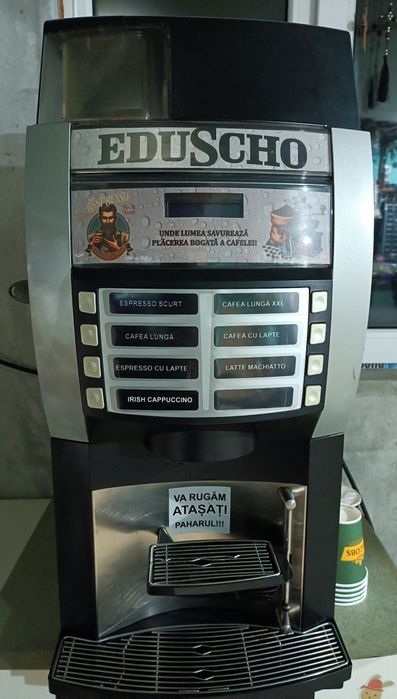 EDUSCHO
ESPRESSO
UNDE LUMEA SAVUREAZĂ
PLĂCEREA BOGATĂ A CAFELEI!
ESPRESSO SCURT
CAFEA LUNGA XXL
CAFEA LUNGĂ
CAFEA CU LAPTE
ESPRESSO CU LAPTE
LATTE MACHIATTO
IRISH CAPPUCCINO
VA RUGĂM
ATAȘAȚI
PAHARUL!!!